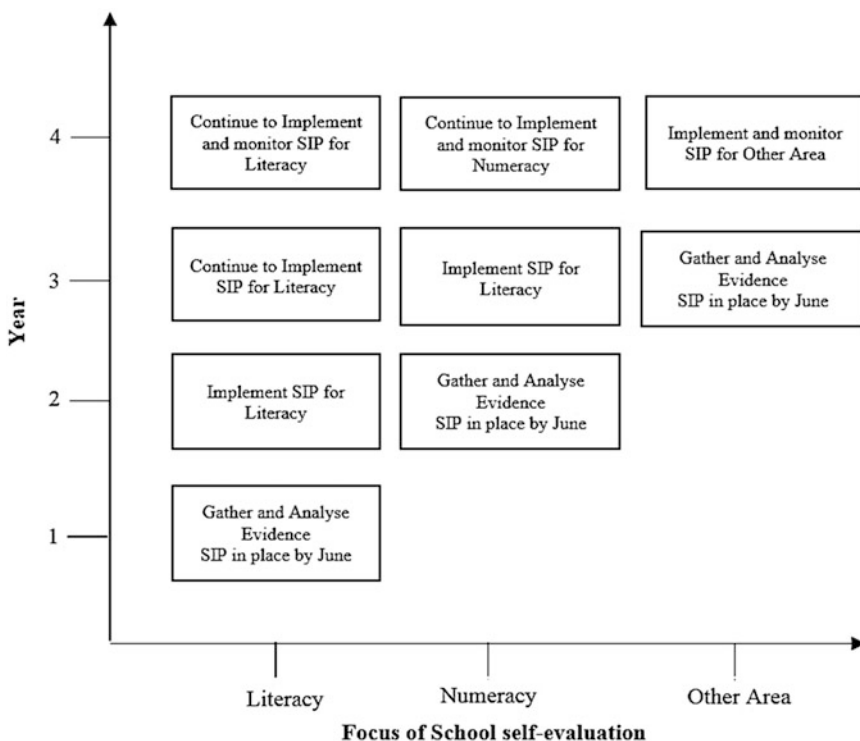 4
Continue to Implement
and monitor SIP for
Literacy
Continue to Implement
and monitor SIP for
Numeracy
Implement and monitor
SIP for Other Area
3
Continue to Implement
SIP for Literacy
Implement SIP for
Literacy
Gather and Analyse
Evidence
SIP in place by June
Year
2
Implement SIP for
Literacy
Gather and Analyse
Evidence
SIP in place by June
1
Gather and Analyse
Evidence
SIP in place by June
Literacy
Numeracy
Other Area
Focus of School self-evaluation